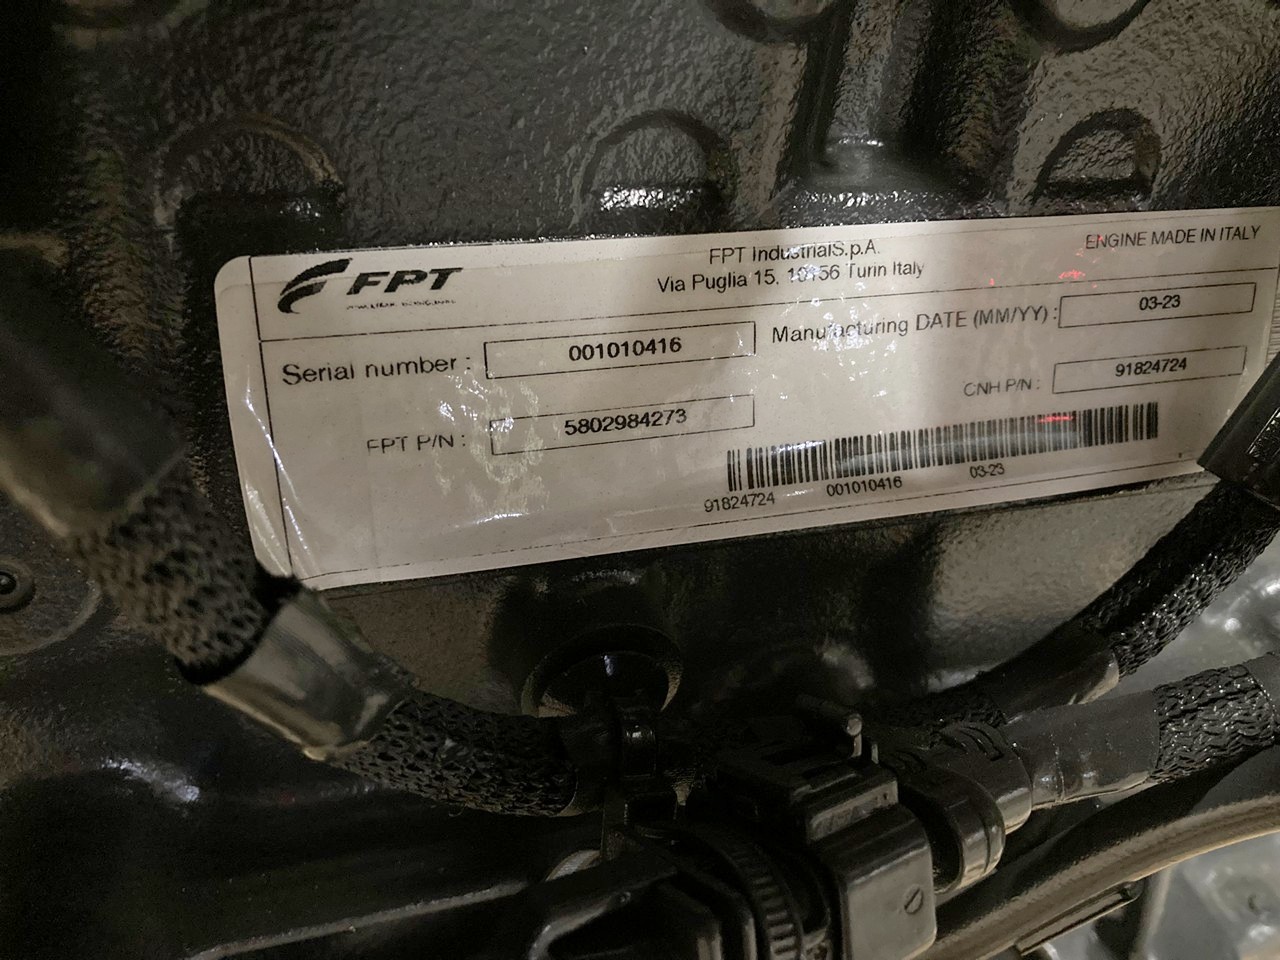 FPT
FPT IndustrialS.p.A.
Via Puglia 15, 10156 Turin Italy
ENGINE MADE IN ITALY
Serial number : 001010416
Manufacturing DATE (MM/YY) : 03-23
FPT P/N : 5802984273
CNH P/N : 91824724
91824724 001010416 03-23